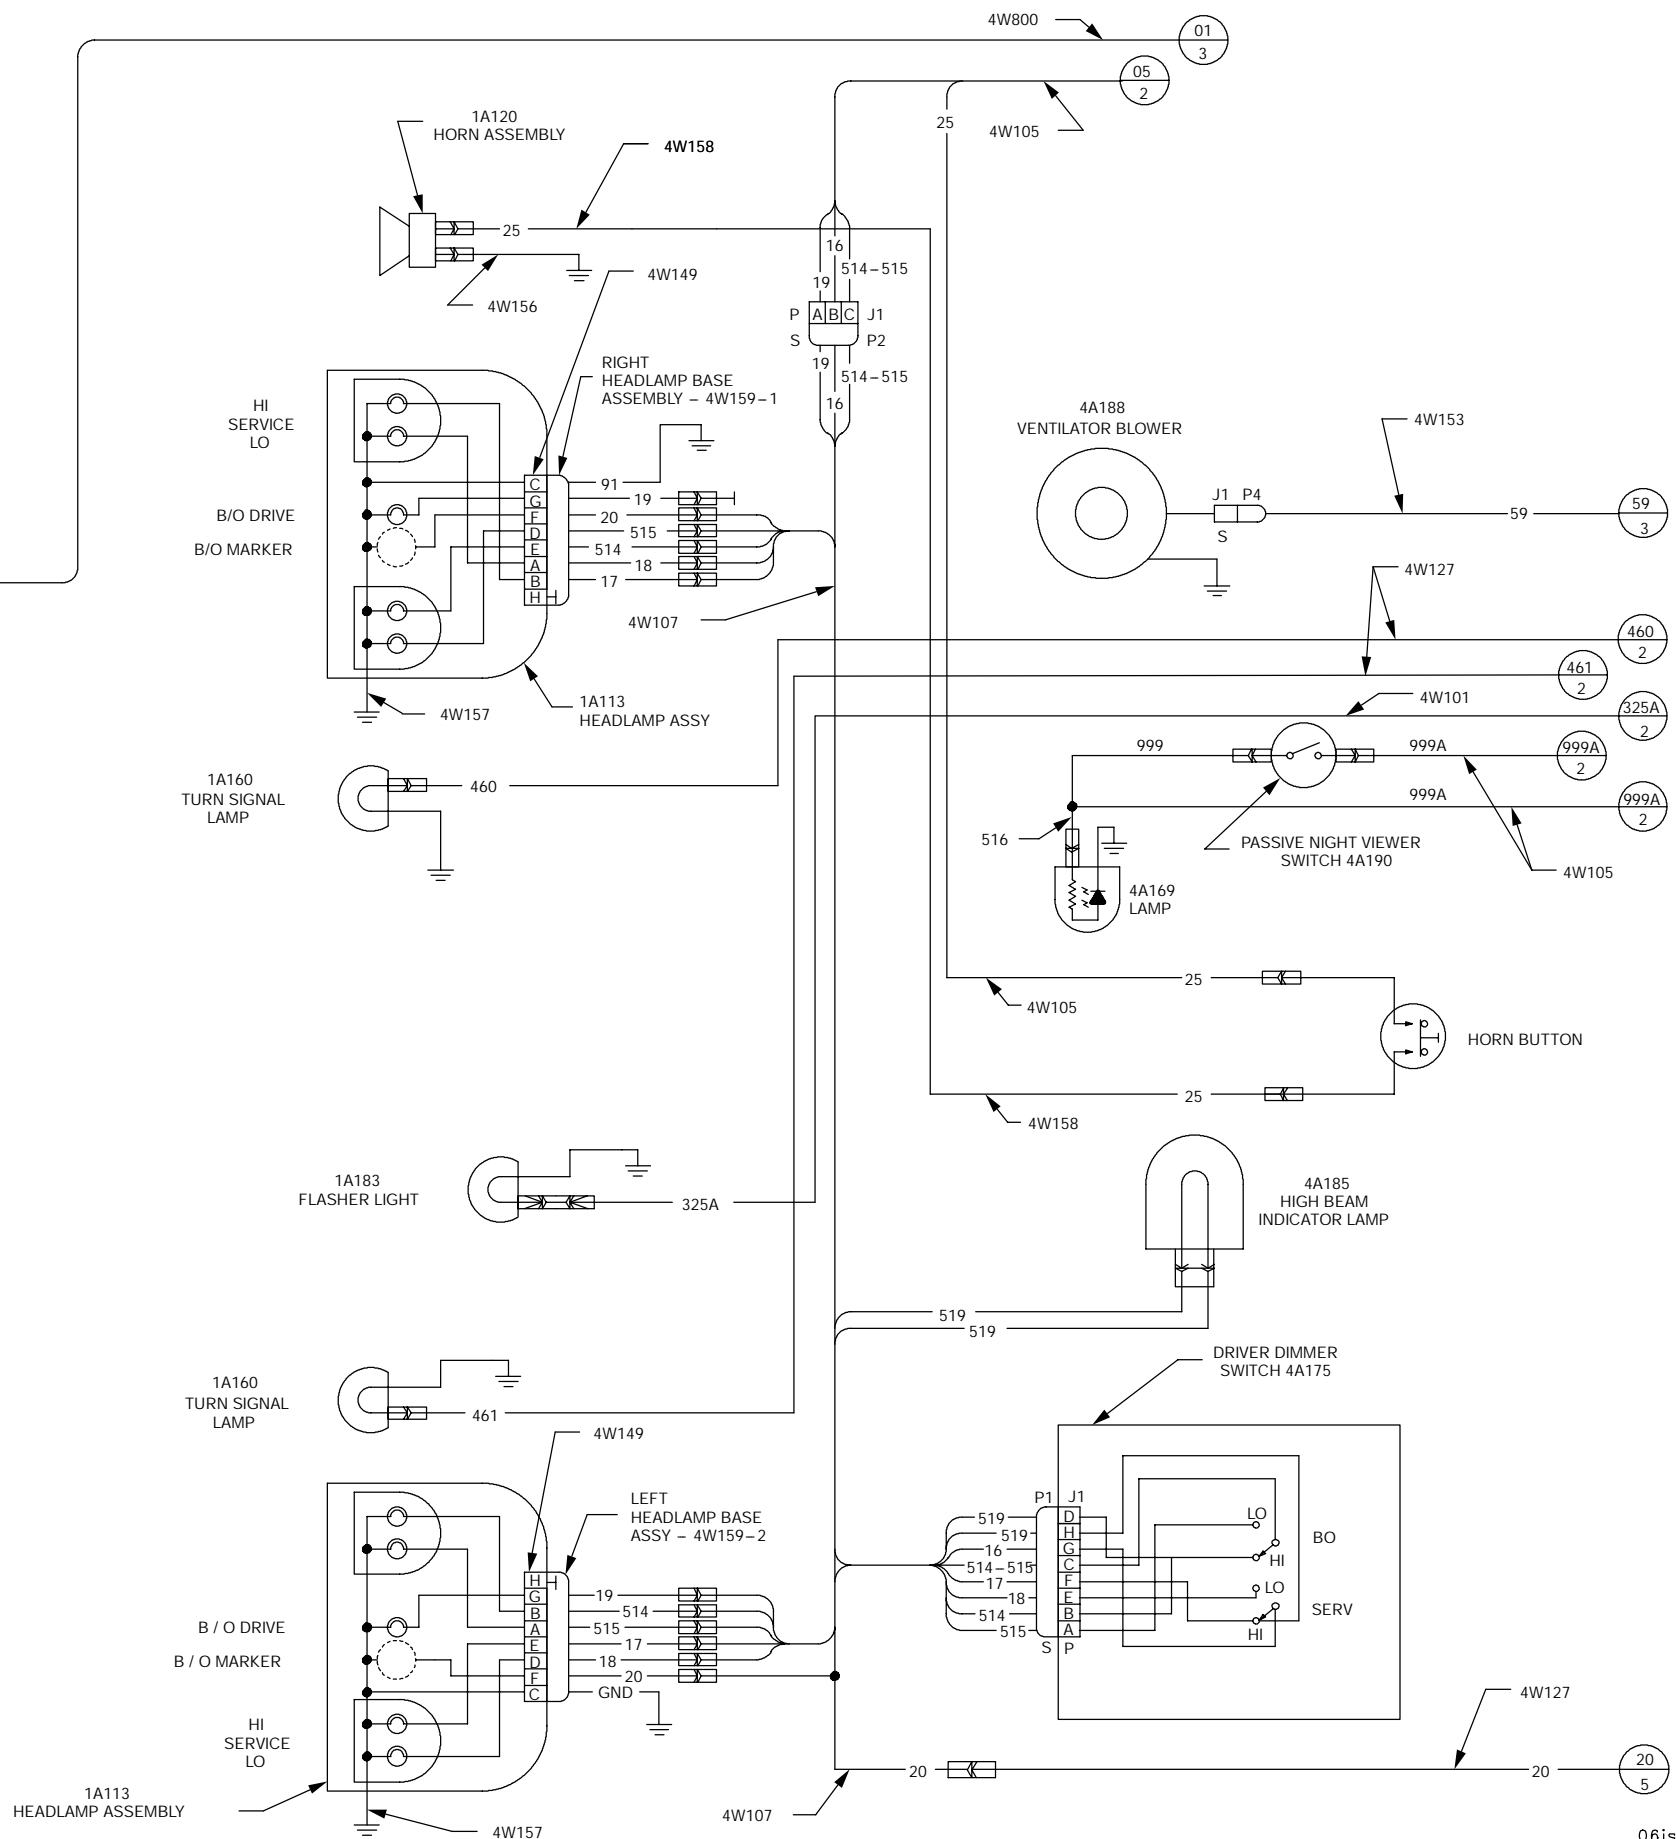 4W800
01
3
05
2
25
4W105
1A120
HORN ASSEMBLY
4W158
25
16
514-515
19
4W149
4W156
P A B C J1
S P2
19
514-515
16
RIGHT
HEADLAMP BASE
ASSEMBLY - 4W159-1
HI
SERVICE
LO
4A188
VENTILATOR BLOWER
4W153
C 91
G 19
F 20
D 515
E 514
A 18
B 17
H
B/O DRIVE
B/O MARKER
J1 P4
S
59
59
3
4W127
4W107
460
2
461
2
4W101
325A
2
1A113
HEADLAMP ASSY
4W157
999
999A
999A
2
999A
999A
2
1A160
TURN SIGNAL
LAMP
460
516
PASSIVE NIGHT VIEWER
SWITCH 4A190
4W105
4A169
LAMP
25
4W105
HORN BUTTON
25
4W158
1A183
FLASHER LIGHT
325A
4A185
HIGH BEAM
INDICATOR LAMP
519
519
DRIVER DIMMER
SWITCH 4A175
1A160
TURN SIGNAL
LAMP
461
4W149
LEFT
HEADLAMP BASE
ASSY - 4W159-2
P1 J1
519 D
519 H
16 G
514-515 C
17 F
18 E
514 B
515 A
S P
LO
BO
HI
LO
SERV
HI
H
G 19
B 514
A 515
E 17
D 18
F 20
C GND
B / O DRIVE
B / O MARKER
HI
SERVICE
LO
4W127
20
20
20
5
1A113
HEADLAMP ASSEMBLY
4W107
4W157